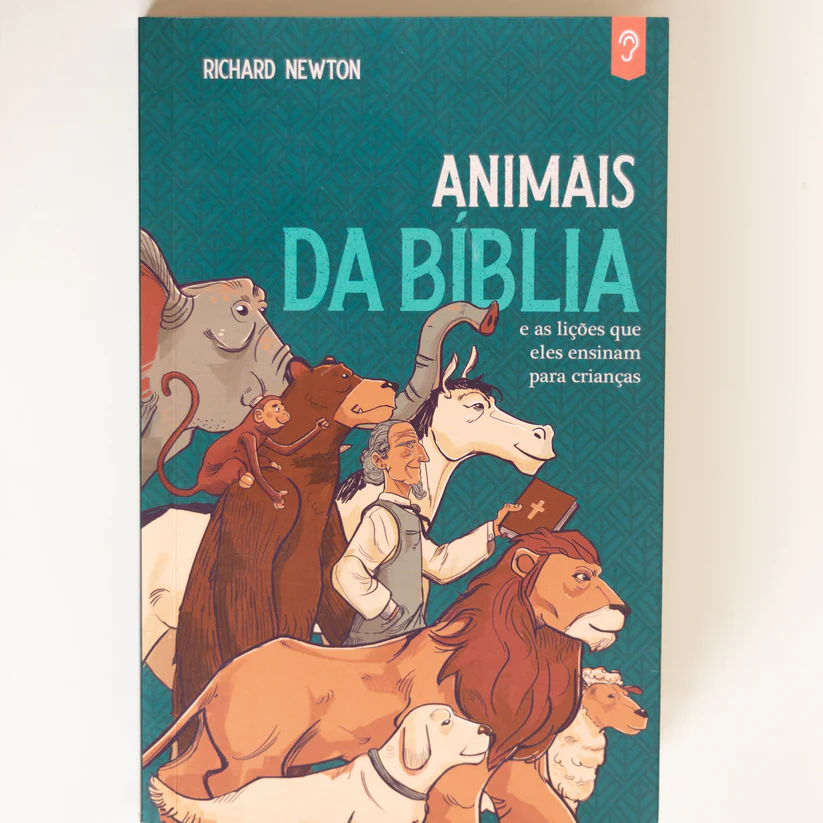 RICHARD NEWTON
ANIMAIS
DA BÍBLIA
e as lições que
eles ensinam
para crianças